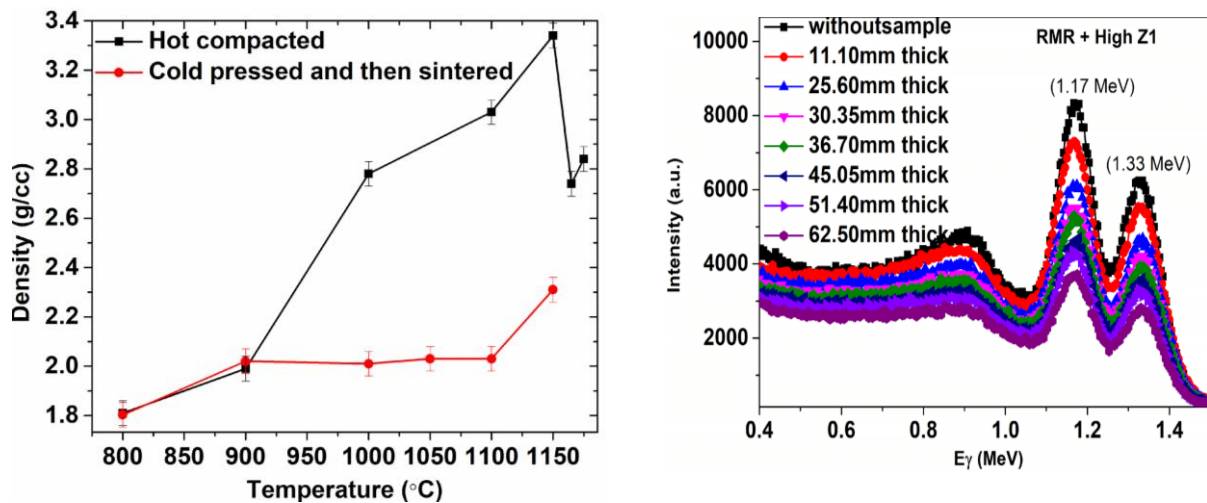 3.4
3.2
3.0
2.8
2.6
2.4
2.2
2.0
1.8
Density (g/cc)
Hot compacted
Cold pressed and then sintered
800 900 950 1000 1050 1100 1150
Temperature (°C)
10000
8000
6000
4000
2000
Intensity (a.u.)
withoutsample
11.10mm thick
25.60mm thick
30.35mm thick
36.70mm thick
45.05mm thick
51.40mm thick
62.50mm thick
RMR + High Z1
(1.17 MeV)
(1.33 MeV)
0.4 0.6 0.8 1.0 1.2 1.4
Eγ (MeV)